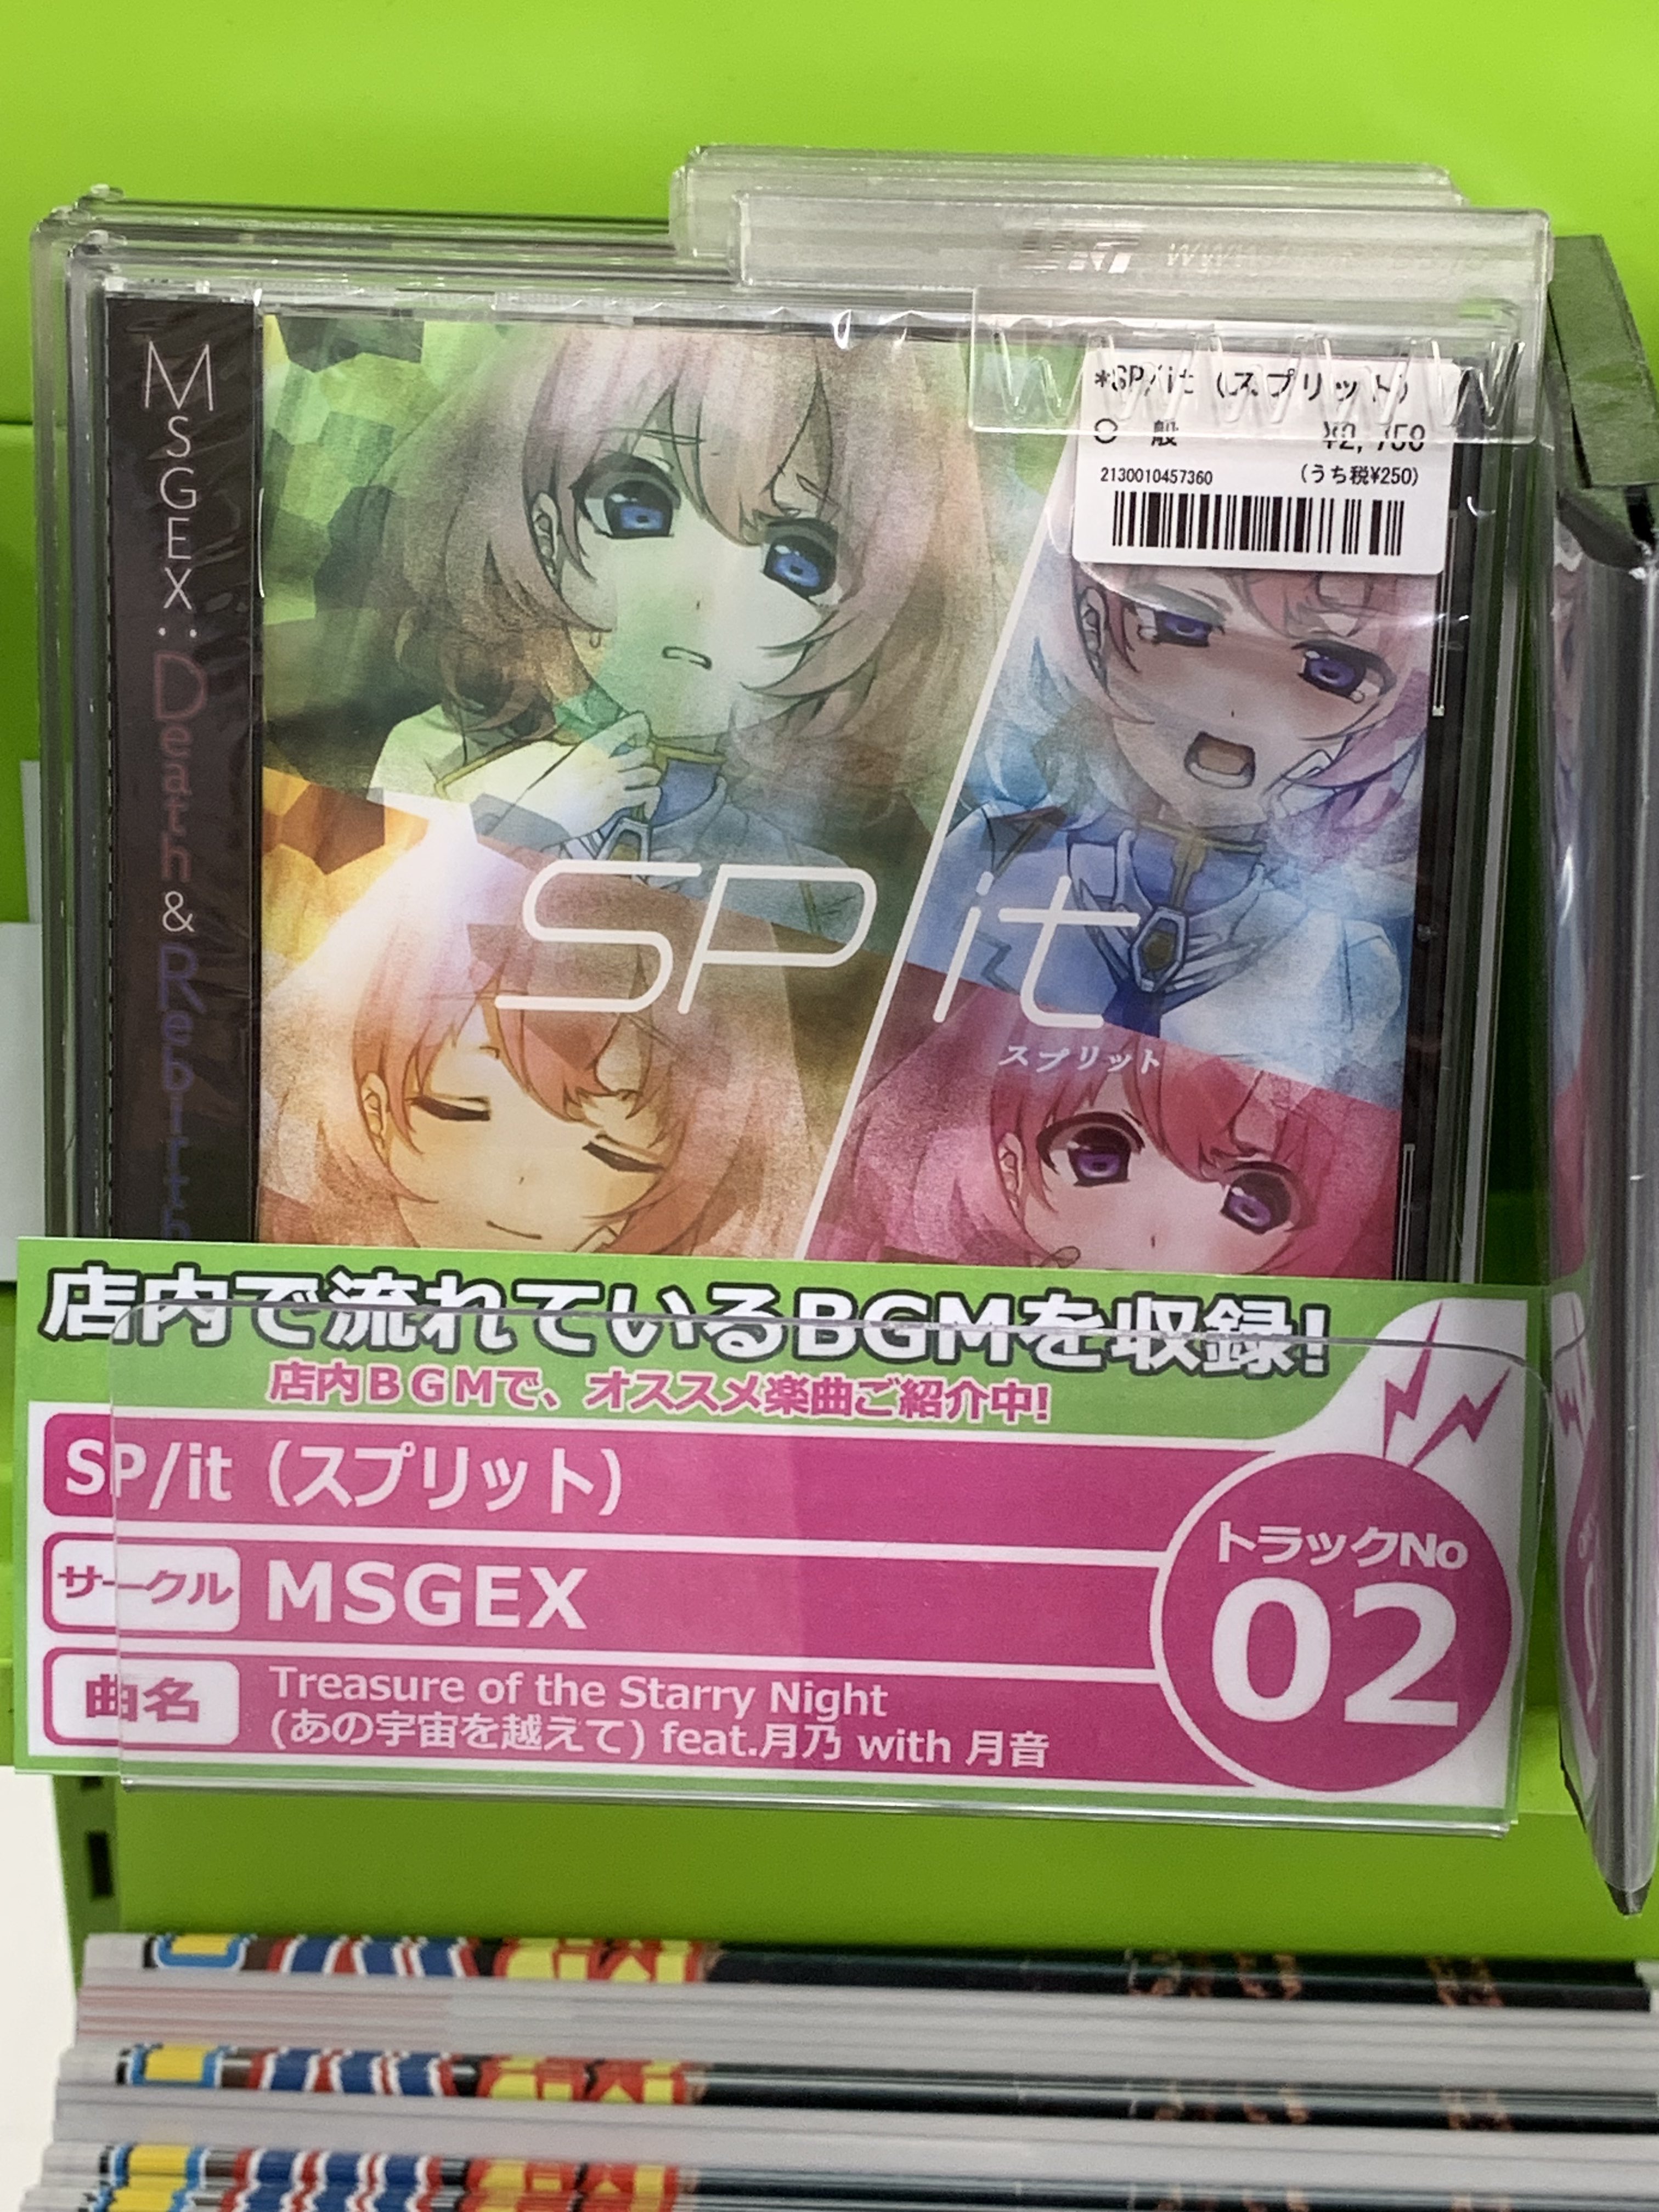 MSGEX: Death & Rebirth
*SP/it (スプリット)
般 ¥2,750
2130010457360 (うち税¥250)
SP/it
スプリット
店内で流れているBGMを収録!
店内BGMで、オススメ楽曲ご紹介中!
SP/it (スプリット)
サークル MSGEX
トラックNo
02
曲名 Treasure of the Starry Night
(あの宇宙を越えて) feat.月乃 with 月音